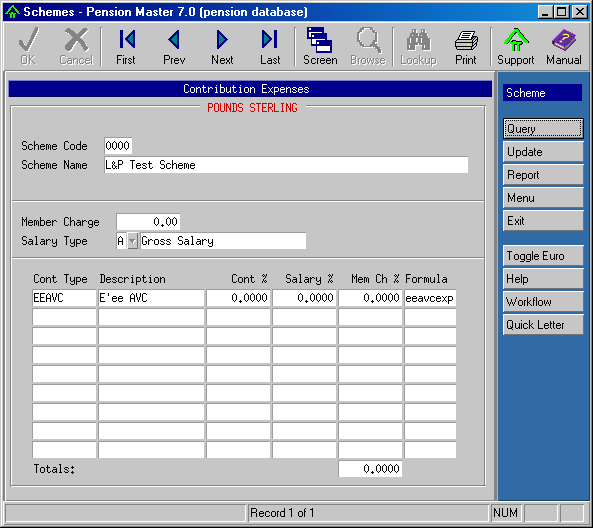 Schemes - Pension Master 7.0 (pension database)
OK Cancel First Prev Next Last Screen Browse Lookup Print Support Manual
Contribution Expenses
POUNDS STERLING
Scheme Code 0000
Scheme Name L&P Test Scheme
Member Charge 0.00
Salary Type A Gross Salary
Cont Type Description Cont % Salary % Mem Ch % Formula
EEAVC E'ee AVC 0.0000 0.0000 0.0000 eeavcexp
Totals: 0.0000
Scheme
Query
Update
Report
Menu
Exit
Toggle Euro
Help
Workflow
Quick Letter
Record 1 of 1 NUM